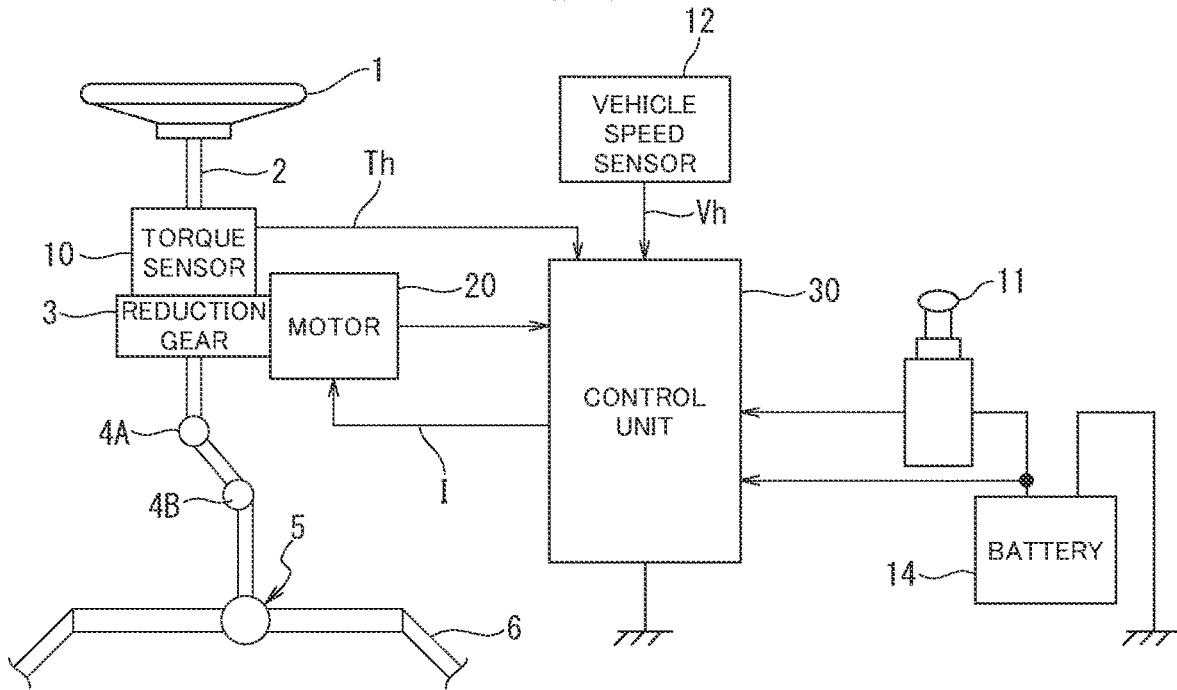 12
1
VEHICLE
SPEED
SENSOR
2
Th
Vh
10
TORQUE
SENSOR
20
30
11
3
REDUCTION
GEAR
MOTOR
CONTROL
UNIT
4A
I
4B
5
BATTERY
14
6